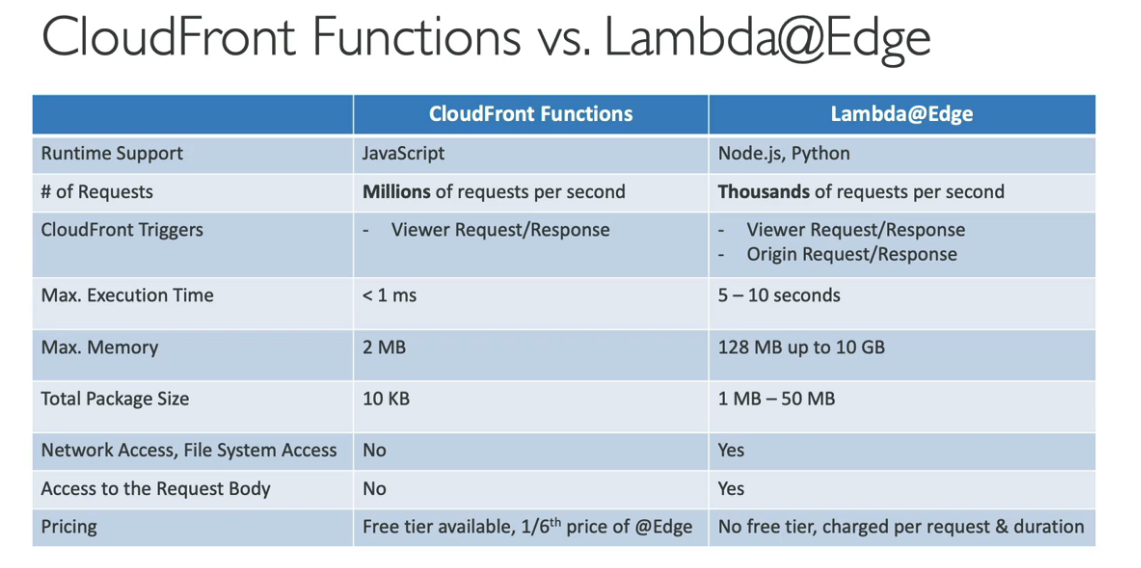 CloudFront Functions vs. Lambda@Edge
CloudFront Functions Lambda@Edge
Runtime Support JavaScript Node.js, Python
# of Requests Millions of requests per second Thousands of requests per second
CloudFront Triggers - Viewer Request/Response - Viewer Request/Response
- Origin Request/Response
Max. Execution Time < 1 ms 5 – 10 seconds
Max. Memory 2 MB 128 MB up to 10 GB
Total Package Size 10 KB 1 MB – 50 MB
Network Access, File System Access No Yes
Access to the Request Body No Yes
Pricing Free tier available, 1/6th price of @Edge No free tier, charged per request & duration